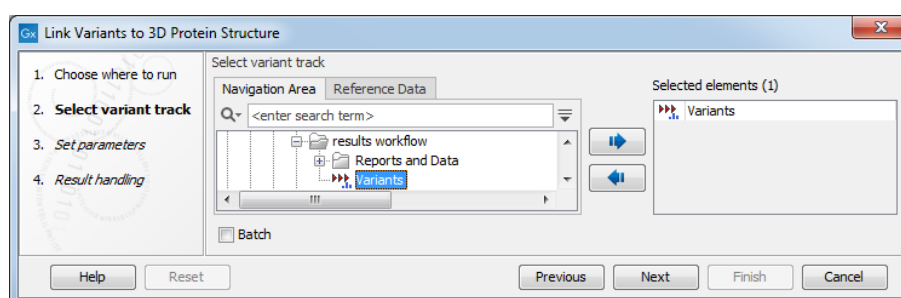 Gx Link Variants to 3D Protein Structure
1. Choose where to run
2. Select variant track
3. Set parameters
4. Result handling
Select variant track
Navigation Area Reference Data
<enter search term>
results workflow
Reports and Data
Variants
Batch
Selected elements (1)
Variants
Help Reset Previous Next Finish Cancel